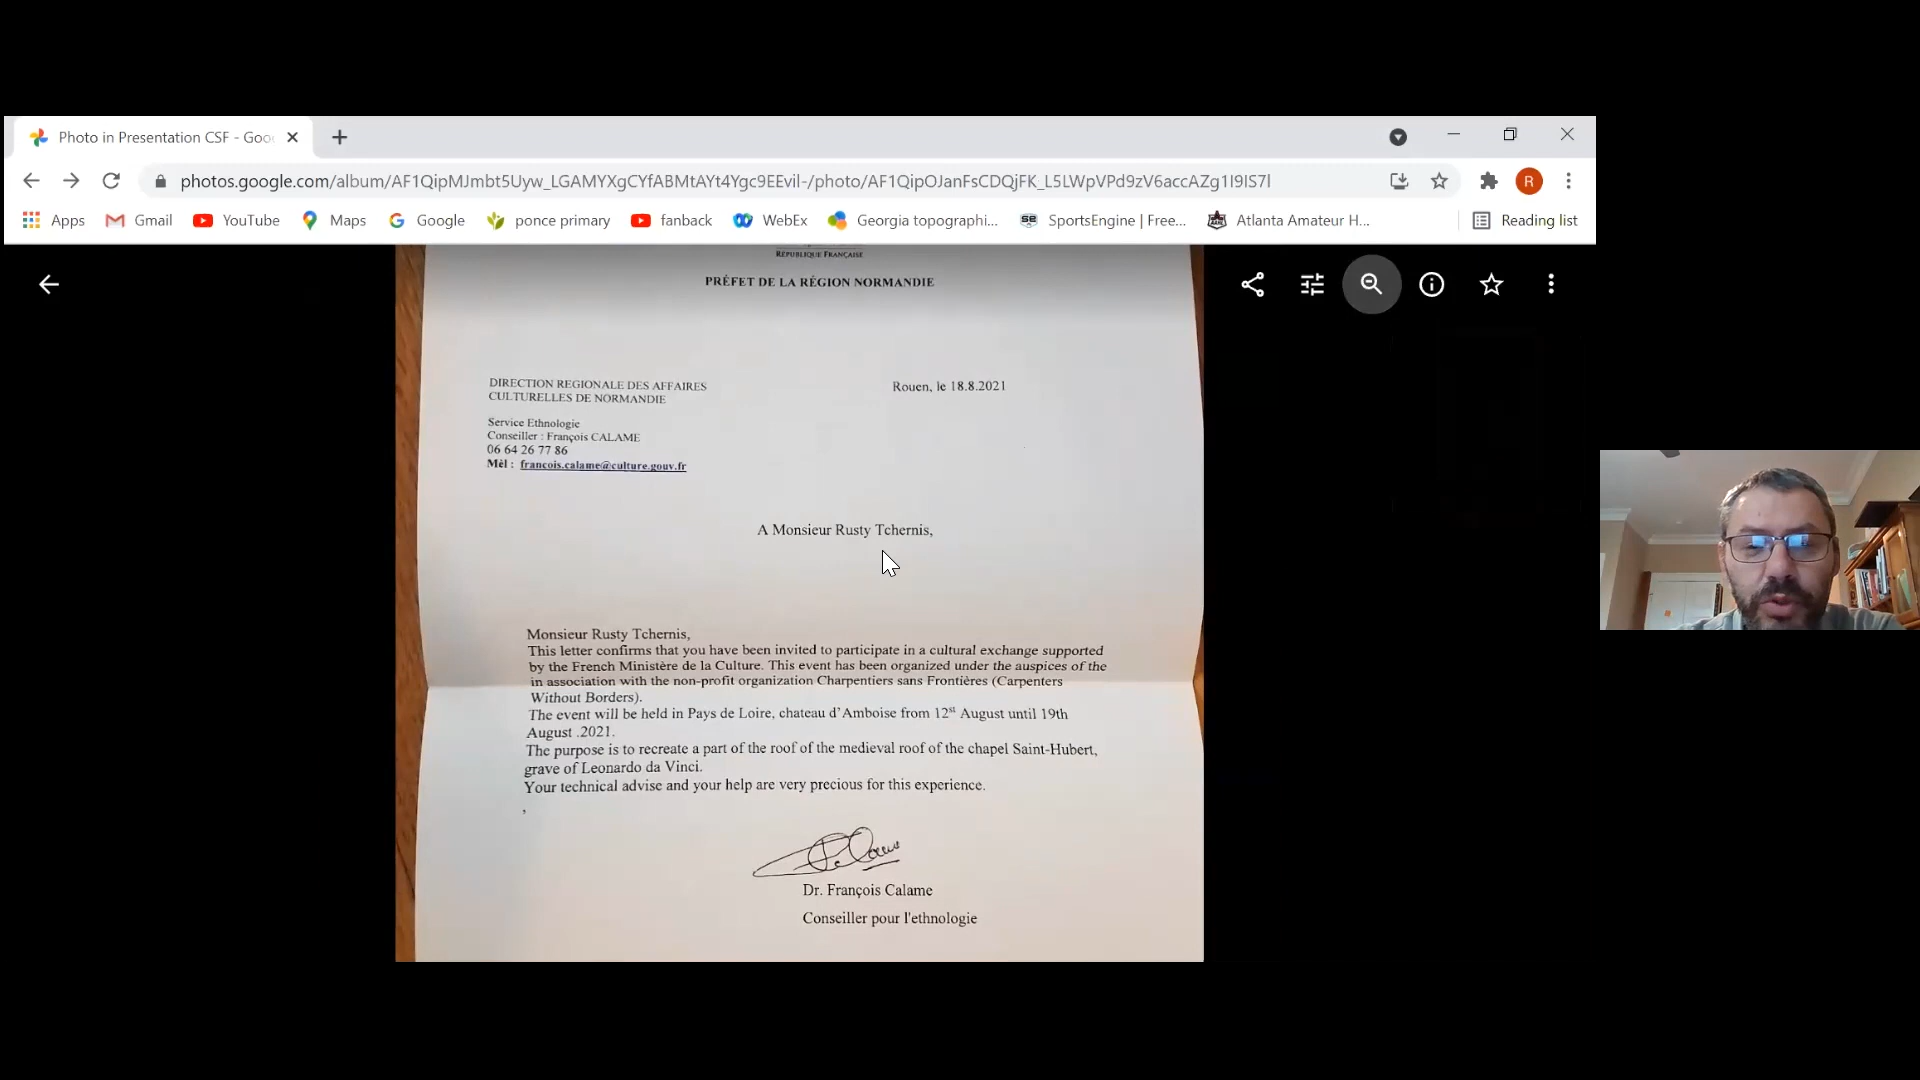 Photo in Presentation CSF - Goo
photos.google.com/album/AF1QipMJmbt5Uyw_LGAMYXgCYfABMtAYt4Ygc9EEvil-/photo/AF1QipOJanFsCDQjFK_L5LWpVPd9zV6accAZg1I9IS7l
R
Apps Gmail YouTube Maps Google ponce primary fanback WebEx Georgia topographi... SportsEngine | Free... Atlanta Amateur H... Reading list
RÉPUBLIQUE FRANÇAISE
PRÉFET DE LA RÉGION NORMANDIE
DIRECTION REGIONALE DES AFFAIRES
CULTURELLES DE NORMANDIE
Rouen, le 18.8.2021
Service Ethnologie
Conseiller : François CALAME
06 64 26 77 86
Mèl : francois.calame@culture.gouv.fr
A Monsieur Rusty Tchernis,
Monsieur Rusty Tchernis,
This letter confirms that you have been invited to participate in a cultural exchange supported
by the French Ministère de la Culture. This event has been organized under the auspices of the
in association with the non-profit organization Charpentiers sans Frontières (Carpenters
Without Borders).
The event will be held in Pays de Loire, chateau d'Amboise from 12st August until 19th
August .2021.
The purpose is to recreate a part of the roof of the medieval roof of the chapel Saint-Hubert,
grave of Leonardo da Vinci.
Your technical advise and your help are very precious for this experience.
,
Dr. François Calame
Conseiller pour l'ethnologie